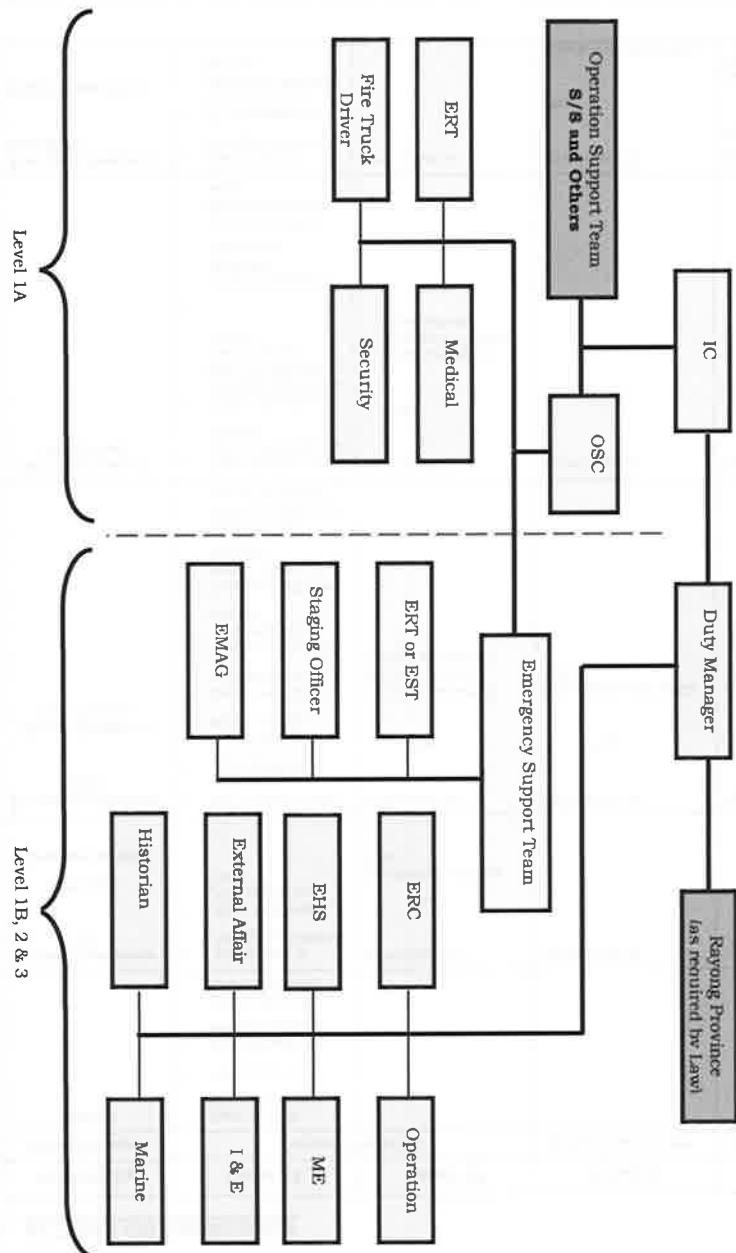 IC
Duty Manager
Rayong Province
(as required by Law)
Operation Support Team
S/S and Others
OSC
Emergency Support Team
ERT
Medical
ERT or EST
ERC
Operation
Fire Truck
Driver
Security
Staging Officer
EHS
ME
EMAG
External Affair
I & E
Historian
Marine
Level 1A
Level 1B, 2 & 3